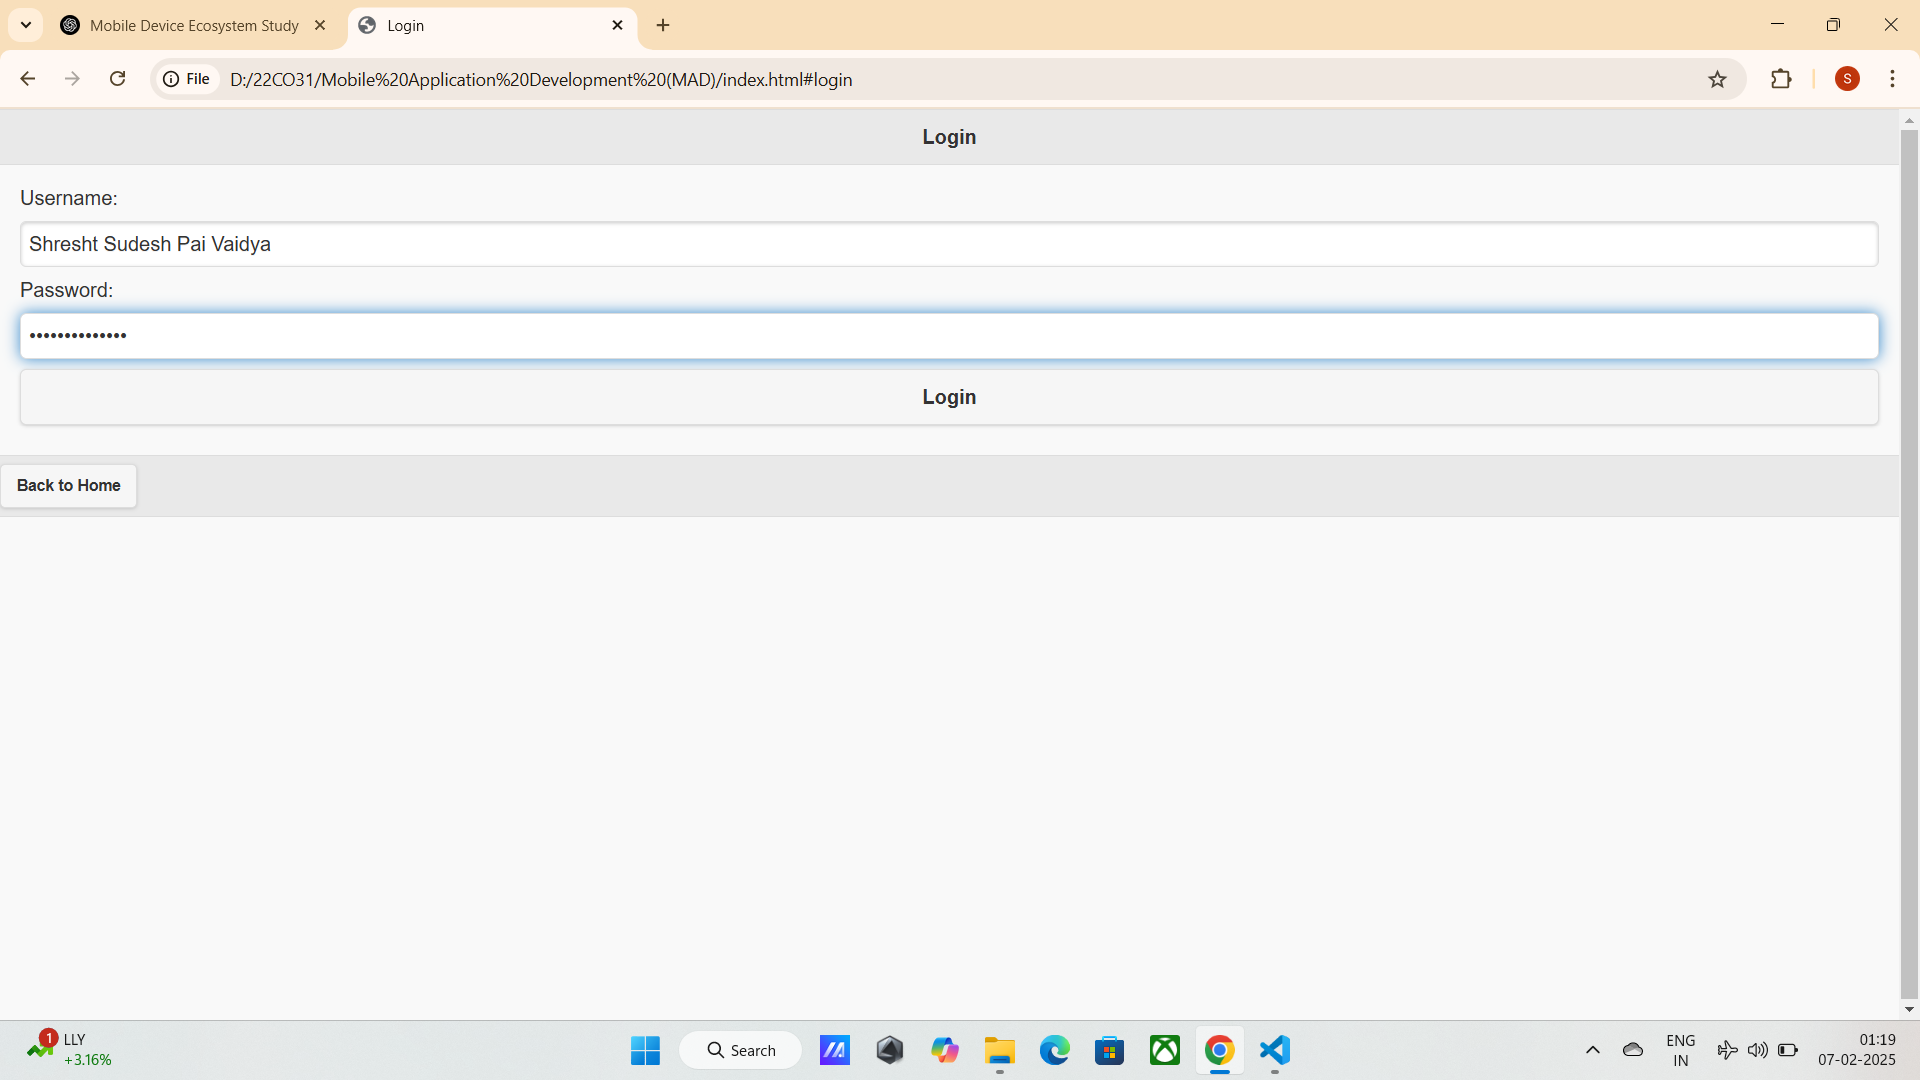 Mobile Device Ecosystem Study
Login
File
D:/22CO31/Mobile%20Application%20Development%20(MAD)/index.html#login
S
Login
Username:
Shresht Sudesh Pai Vaidya
Password:
••••••••••••••
Login
Back to Home
1
LLY
+3.16%
Search
ENG
IN
01:19
07-02-2025